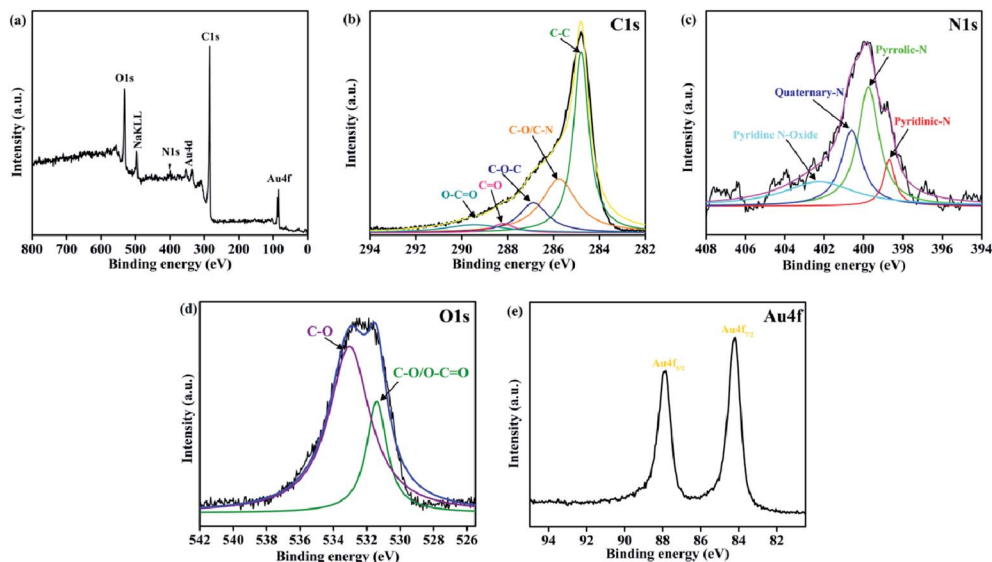 (a)
C1s
O1s
NaKLL
N1s
Au4d
Au4f
Intensity (a.u.)
800 700 600 500 400 300 200 100 0
Binding energy (eV)
(b)
C1s
C-C
C-O/C-N
C-O-C
C=O
O-C=O
Intensity (a.u.)
294 292 290 288 286 284 282
Binding energy (eV)
(c)
N1s
Pyrrolic-N
Quaternary-N
Pyridine N-Oxide
Pyridinic-N
Intensity (a.u.)
408 406 404 402 400 398 396 394
Binding energy (eV)
(d)
O1s
C-O
C-O/O-C=O
Intensity (a.u.)
542 540 538 536 534 533 530 528 526
Binding energy (eV)
(e)
Au4f
Au4f7/2
Au4f5/2
Intensity (a.u.)
94 92 90 88 86 84 82
Binding energy (eV)